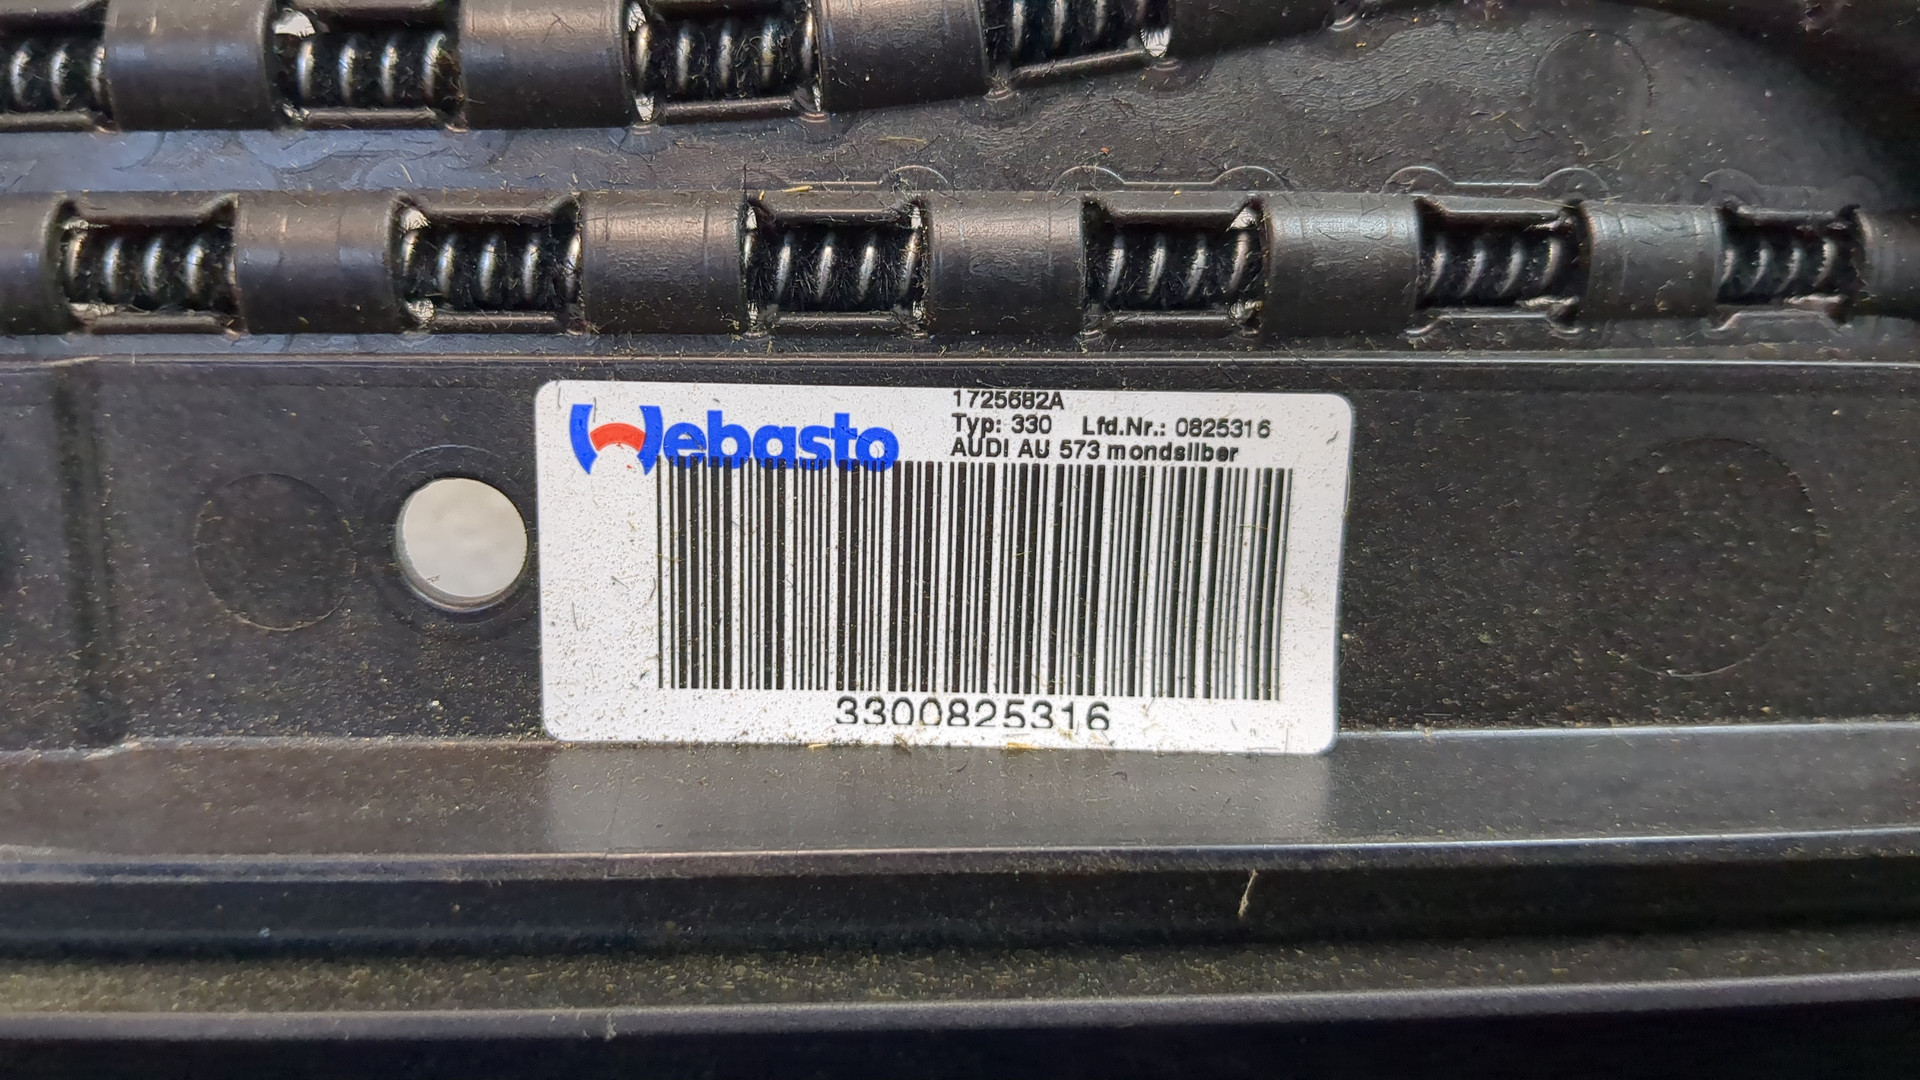 Webasto
1725682A
Typ: 330 Lfd.Nr.: 0825316
AUDI AU 573 mondsilber
3300825316